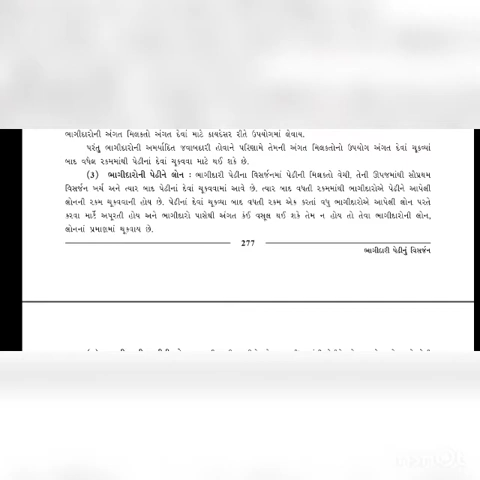 ભાગીદારોની અંગત મિલકતો અંગત દેવાં માટે કાયદેસર રીતે ઉપયોગમાં લેવાય.
પરંતુ ભાગીદારોની અમર્યાદિત જવાબદારી હોવાને પરિણામે તેમની અંગત મિલકતોનો ઉપયોગ અંગત દેવાં ચૂકવ્યાં
બાદ વધેલ રકમમાંથી પેઢીનાં દેવાં ચૂકવવા માટે થઈ શકે છે.
(3) ભાગીદારોની પેઢીને લોન : ભાગીદારી પેઢીના વિસર્જનમાં પેઢીની મિલકતો વેચી, તેની ઊપજમાંથી સૌપ્રથમ
વિસર્જન ખર્ચ અને ત્યાર બાદ પેઢીનાં દેવાં ચૂકવવામાં આવે છે. ત્યાર બાદ વધતી રકમમાંથી ભાગીદારોએ પેઢીને આપેલી
લોનની રકમ ચૂકવવાની હોય છે. પેઢીનાં દેવાં ચૂકવ્યા બાદ વધતી રકમ એક કરતાં વધુ ભાગીદારોએ આપેલી લોન પરત
કરવા માટે અપૂરતી હોય અને ભાગીદારો પાસેથી અંગત કંઈ વસૂલ થઈ શકે તેમ ન હોય તો તેવા ભાગીદારોની લોન,
લોનનાં પ્રમાણમાં ચૂકવાય છે.
277
ભાગીદારી પેઢીનું વિસર્જન